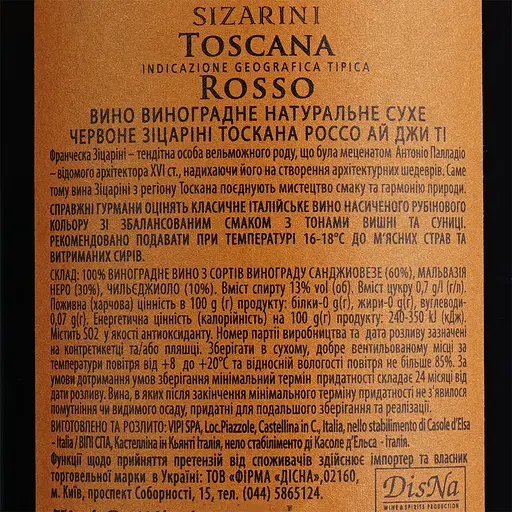 SIZARINI
TOSCANA
INDICAZIONE GEOGRAFICA TIPICA
ROSSO
ВИНО ВИНОГРАДНЕ НАТУРАЛЬНЕ СУХЕ
ЧЕРВОНЕ ЗІЦАРІНІ ТОСКАНА РОССО АЙ ДЖИ ТІ
Франческа Зіцаріні – тендітна особа вельможного роду, що була меценатом Антоніо Палладіо
– відомого архітектора XVI ст., надихаючи його на створення архітектурних шедеврів. Саме
тому вина Зіцаріні з регіону Тоскана поєднують мистецтво смаку та гармонію природи.
СПРАВЖНІ ГУРМАНИ ОЦІНЯТЬ КЛАСИЧНЕ ІТАЛІЙСЬКЕ ВИНО НАСИЧЕНОГО РУБІНОВОГО
КОЛЬОРУ ЗІ ЗБАЛАНСОВАНИМ СМАКОМ З ТОНАМИ ВИШНІ ТА СУНИЦІ.
РЕКОМЕНДОВАНО ПОДАВАТИ ПРИ ТЕМПЕРАТУРІ 16-18°С ДО М'ЯСНИХ СТРАВ ТА
ВИТРИМАНИХ СИРІВ.
СКЛАД: 100% ВИНОГРАДНЕ ВИНО З СОРТІВ ВИНОГРАДУ САНДЖИОВЕЗЕ (60%), МАЛЬВАЗІЯ
НЕРО (30%), ЧИЛЬЄДЖИОЛО (10%). Вміст спирту 13% vol (об). Вміст цукру 0,7 g/l (г/л).
Поживна (харчова) цінність в 100 g(г) продукту: білки-0 g(г), жири-0 g(г), вуглеводи-
0,07 g(г). Енергетична цінність (калорійність) на 100 g(г) продукту: 240-350 kJ (кДж).
Містить SO2 у якості антиоксиданту. Номер партії виробництва та дата розливу зазначені
на контретикетці та/або пляшці. Зберігати в сухому, добре вентильованому місці за
температури повітря від +8 до +20°С та відносній вологості повітря не більше 85%. За
умови дотримання умов зберігання мінімальний термін придатності складає 24 місяці від
дати розливу. Вина, в яких після закінчення мінімального терміну придатності не з'явилося
помутніння чи видимого осаду, придатні для подальшого зберігання та реалізації.
ВИГОТОВЛЕНО ТА РОЗЛИТО: VIPI SPA, Loc.Piazzole, Castellina in C., Italia, nello stabilimento di Casole d'Elsa
- Italia / ВІПІ СПА, Кастелліна ін Кьянті Італія, нело стабіліменто ді Касоле д'Ельса - Італія.
Функції щодо прийняття претензій від споживачів здійснює імпортер та власник
торговельної марки в Україні: ТОВ «ФІРМА «ДІСНА»,02160,
м. Київ, проспект Соборності, 15, тел. (044) 5865124.
DisNa
WINE & SPIRITS PRODUCTION